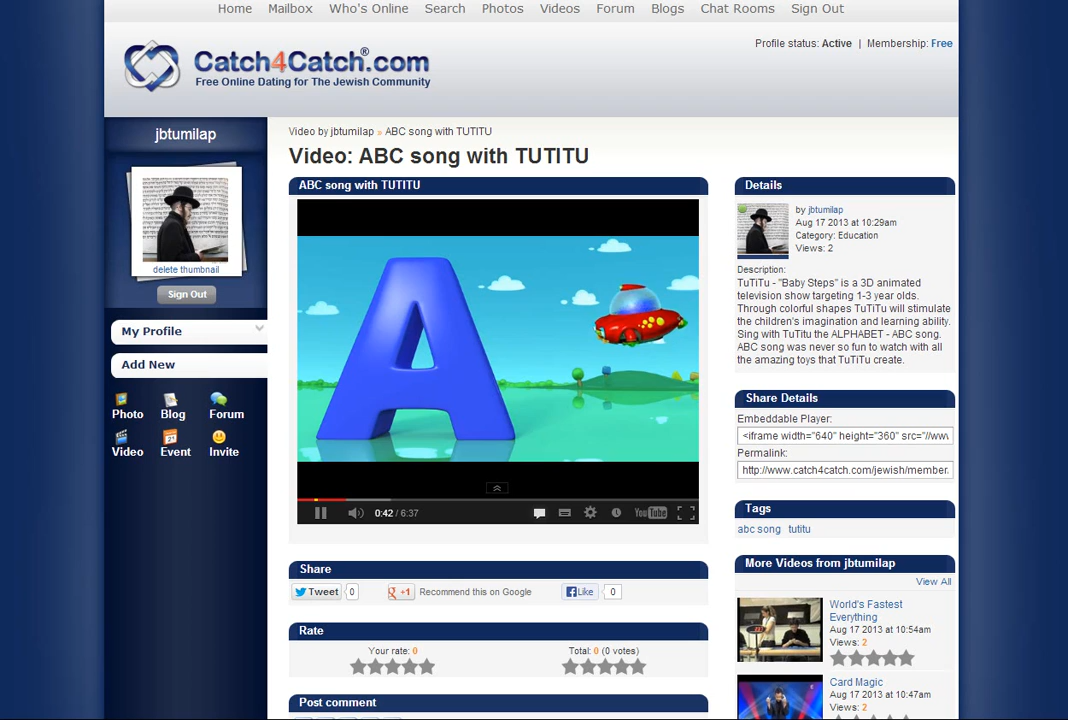 Home Mailbox Who's Online Search Photos Videos Forum Blogs Chat Rooms Sign Out
Profile status: Active | Membership: Free
Catch4Catch.com®
Free Online Dating for The Jewish Community
jbtumilap
delete thumbnail
Sign Out
My Profile
Add New
Photo Blog Forum
Video Event Invite
Video by jbtumilap » ABC song with TUTITU
Video: ABC song with TUTITU
ABC song with TUTITU
A
0:42 / 6:37
YouTube
Share
Tweet 0
+1 Recommend this on Google
Like 0
Rate
Your rate: 0
Total: 0 (0 votes)
Post comment
Details
by jbtumilap
Aug 17 2013 at 10:29am
Category: Education
Views: 2
Description:
TuTiTu - "Baby Steps" is a 3D animated
television show targeting 1-3 year olds.
Through colorful shapes TuTiTu will stimulate
the children's imagination and learning ability.
Sing with Tutitu the ALPHABET - ABC song.
ABC song was never so fun to watch with all
the amazing toys that TuTiTu create.
Share Details
Embeddable Player:
<iframe width="640" height="360" src="//www.
Permalink:
http://www.catch4catch.com/jewish/member.
Tags
abc song tutitu
More Videos from jbtumilap
View All
World's Fastest
Everything
Aug 17 2013 at 10:54am
Views: 2
Card Magic
Aug 17 2013 at 10:47am
Views: 2